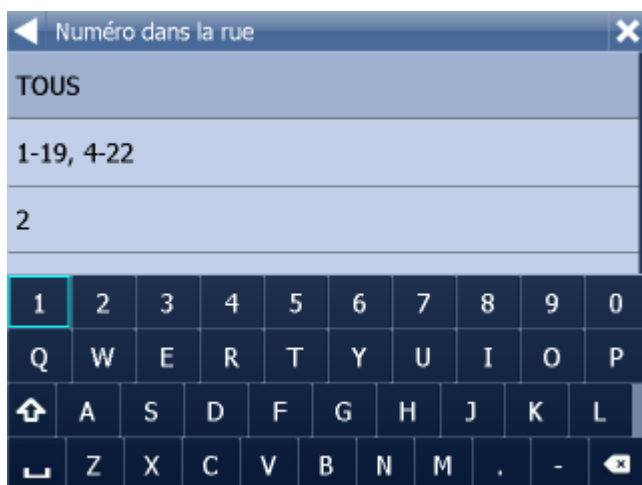 Numéro dans la rue
TOUS
1-19, 4-22
2
1 2 3 4 5 6 7 8 9 0
Q W E R T Y U I O P
A S D F G H J K L
Z X C V B N M . -